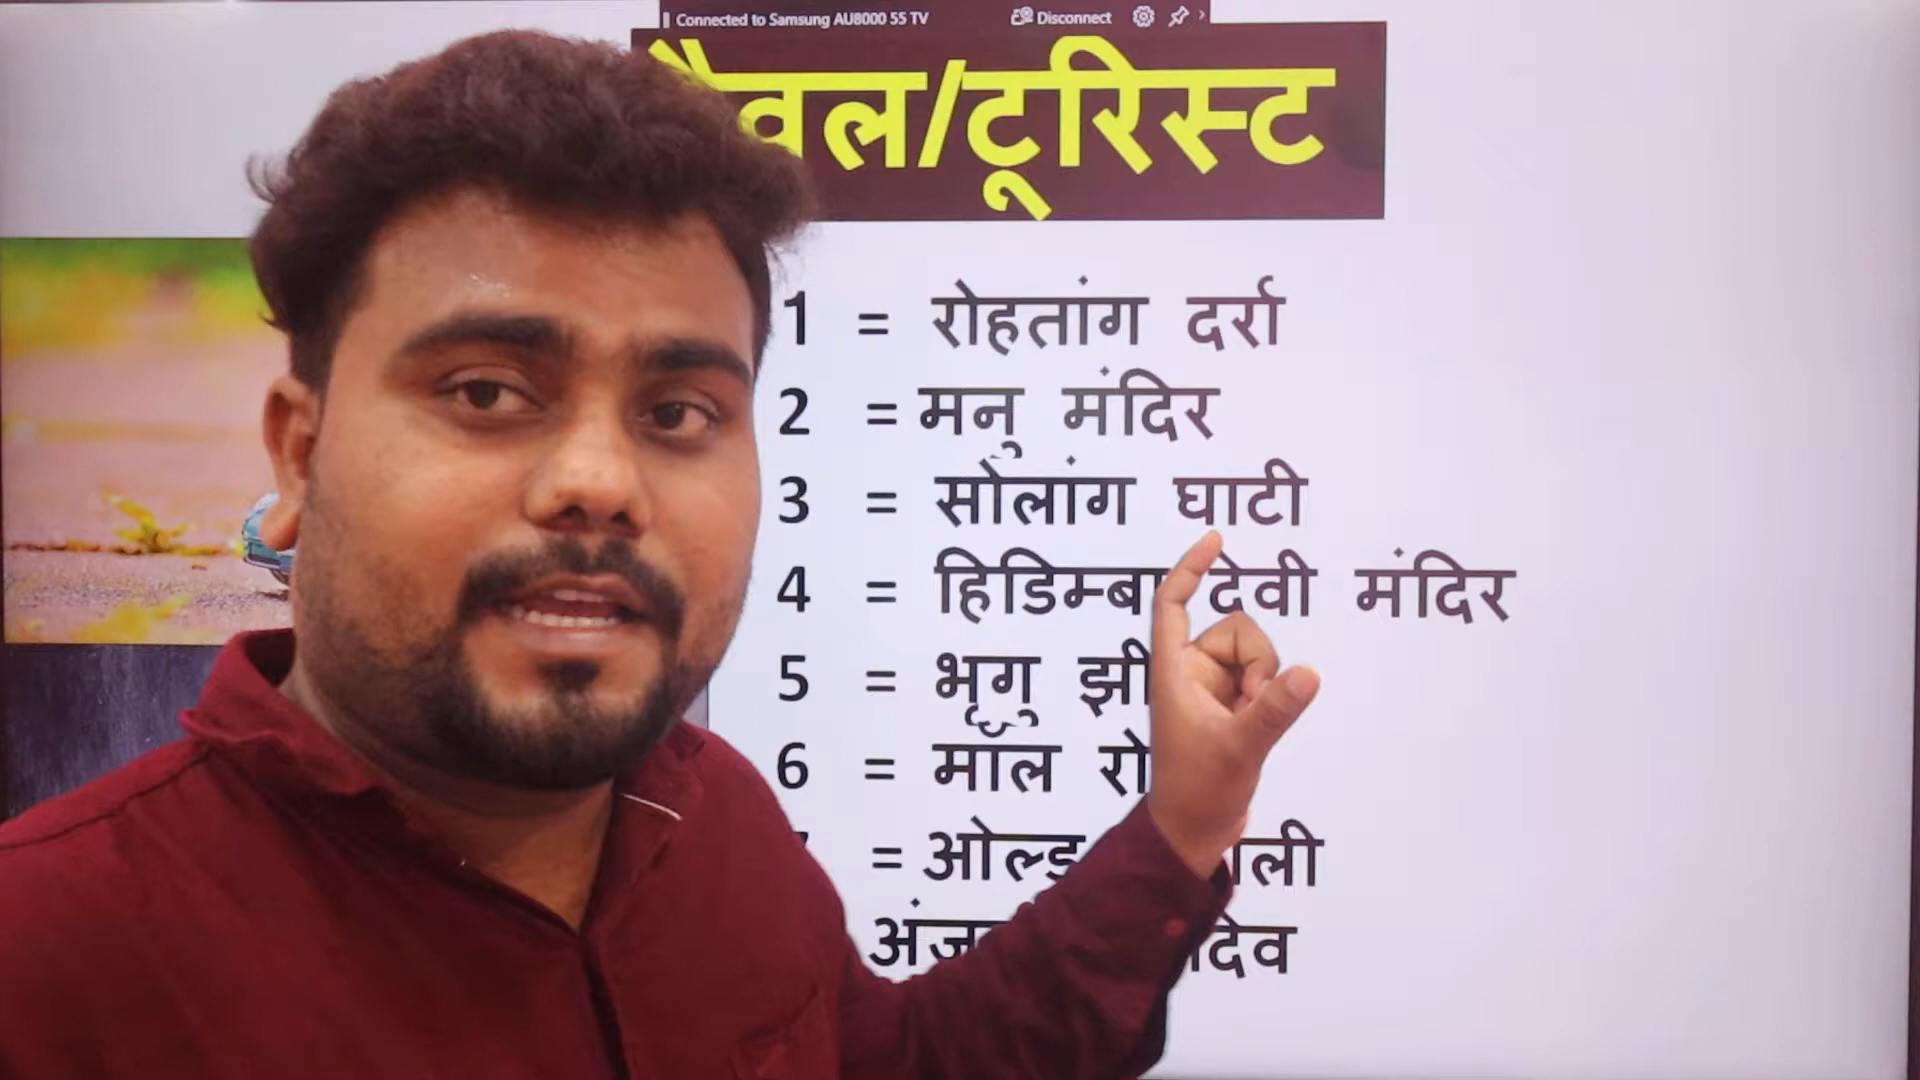 Connected to Samsung AU8000 55 TV Disconnect
टूरिस्ट
1 = रोहतांग दर्रा
2 = मनु मंदिर
3 = सोलांग घाटी
4 = हिडिम्बा देवी मंदिर
5 = भृगु
6 = मॉल
= ओल्ड